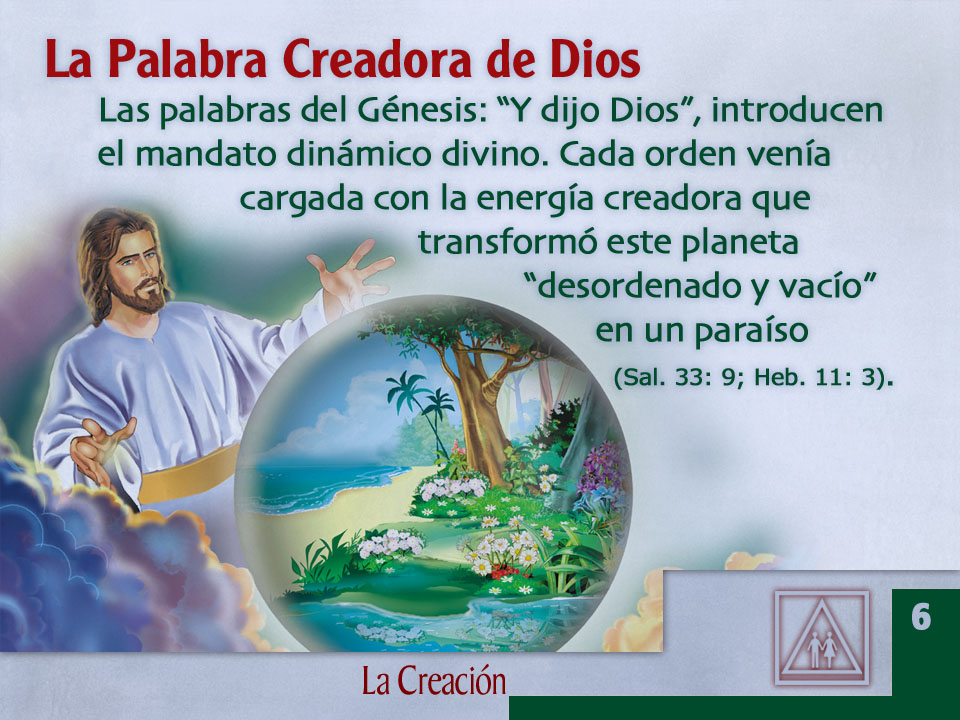 La Palabra Creadora de Dios
Las palabras del Génesis: “Y dijo Dios”, introducen
el mandato dinámico divino. Cada orden venía
cargada con la energía creadora que
transformó este planeta
“desordenado y vacío”
en un paraíso
(Sal. 33: 9; Heb. 11: 3).
6
La Creación